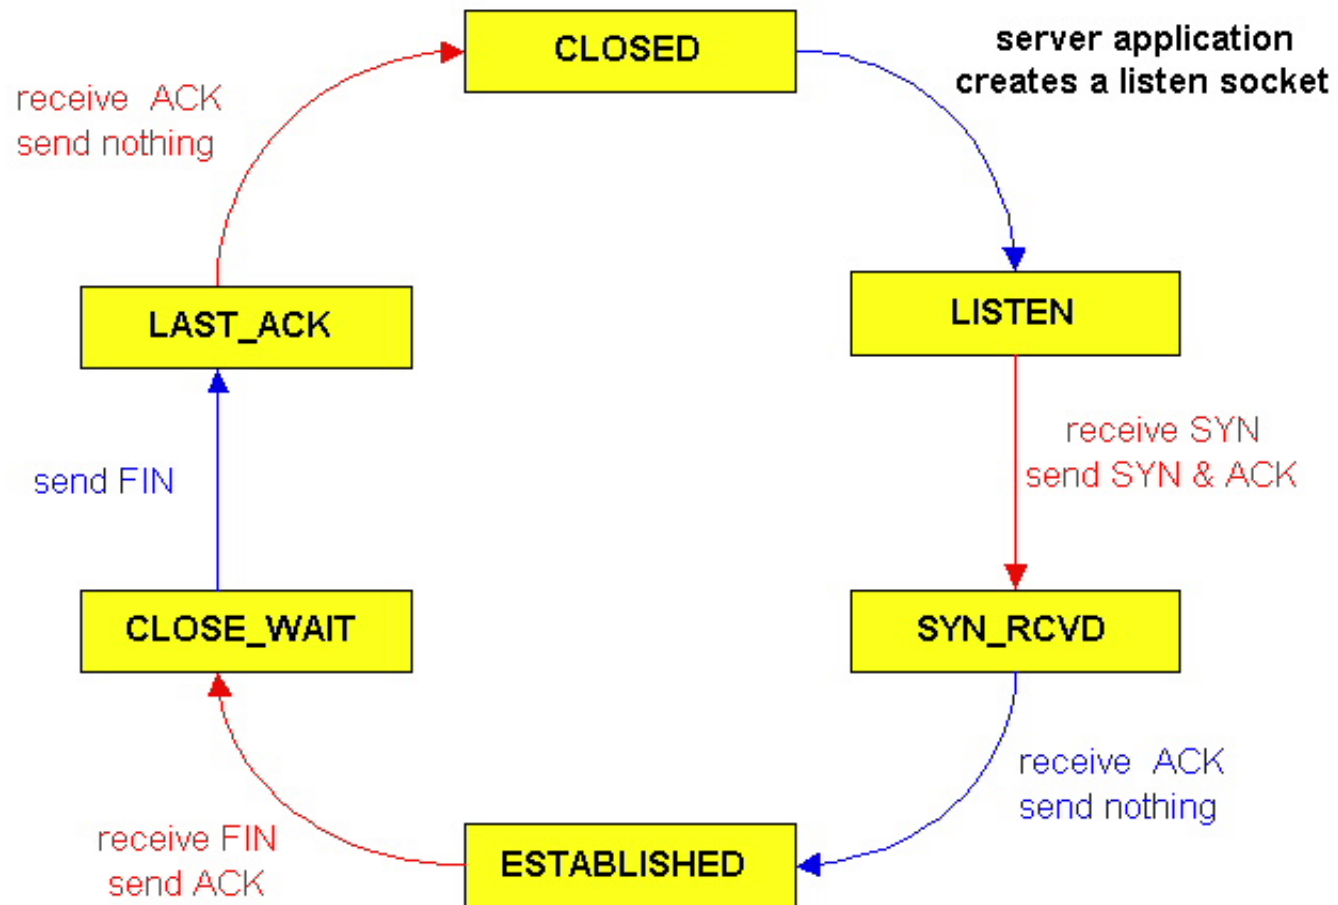 CLOSED
server application
creates a listen socket
receive ACK
send nothing
LAST_ACK
LISTEN
receive SYN
send SYN & ACK
send FIN
CLOSE_WAIT
SYN_RCVD
receive ACK
send nothing
receive FIN
send ACK
ESTABLISHED